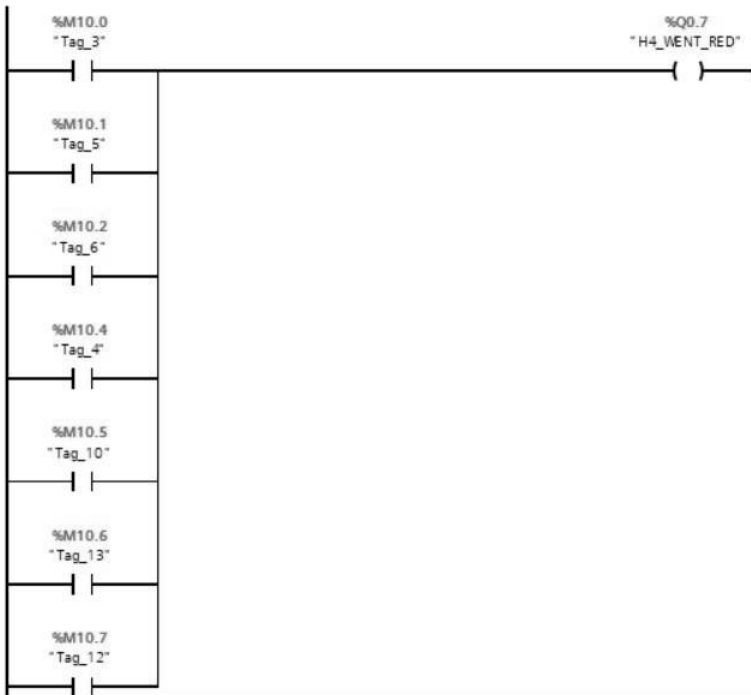 %M10.0
"Tag_3"
%Q0.7
"H4_WENT_RED"
%M10.1
"Tag_5"
%M10.2
"Tag_6"
%M10.4
"Tag_4"
%M10.5
"Tag_10"
%M10.6
"Tag_13"
%M10.7
"Tag_12"